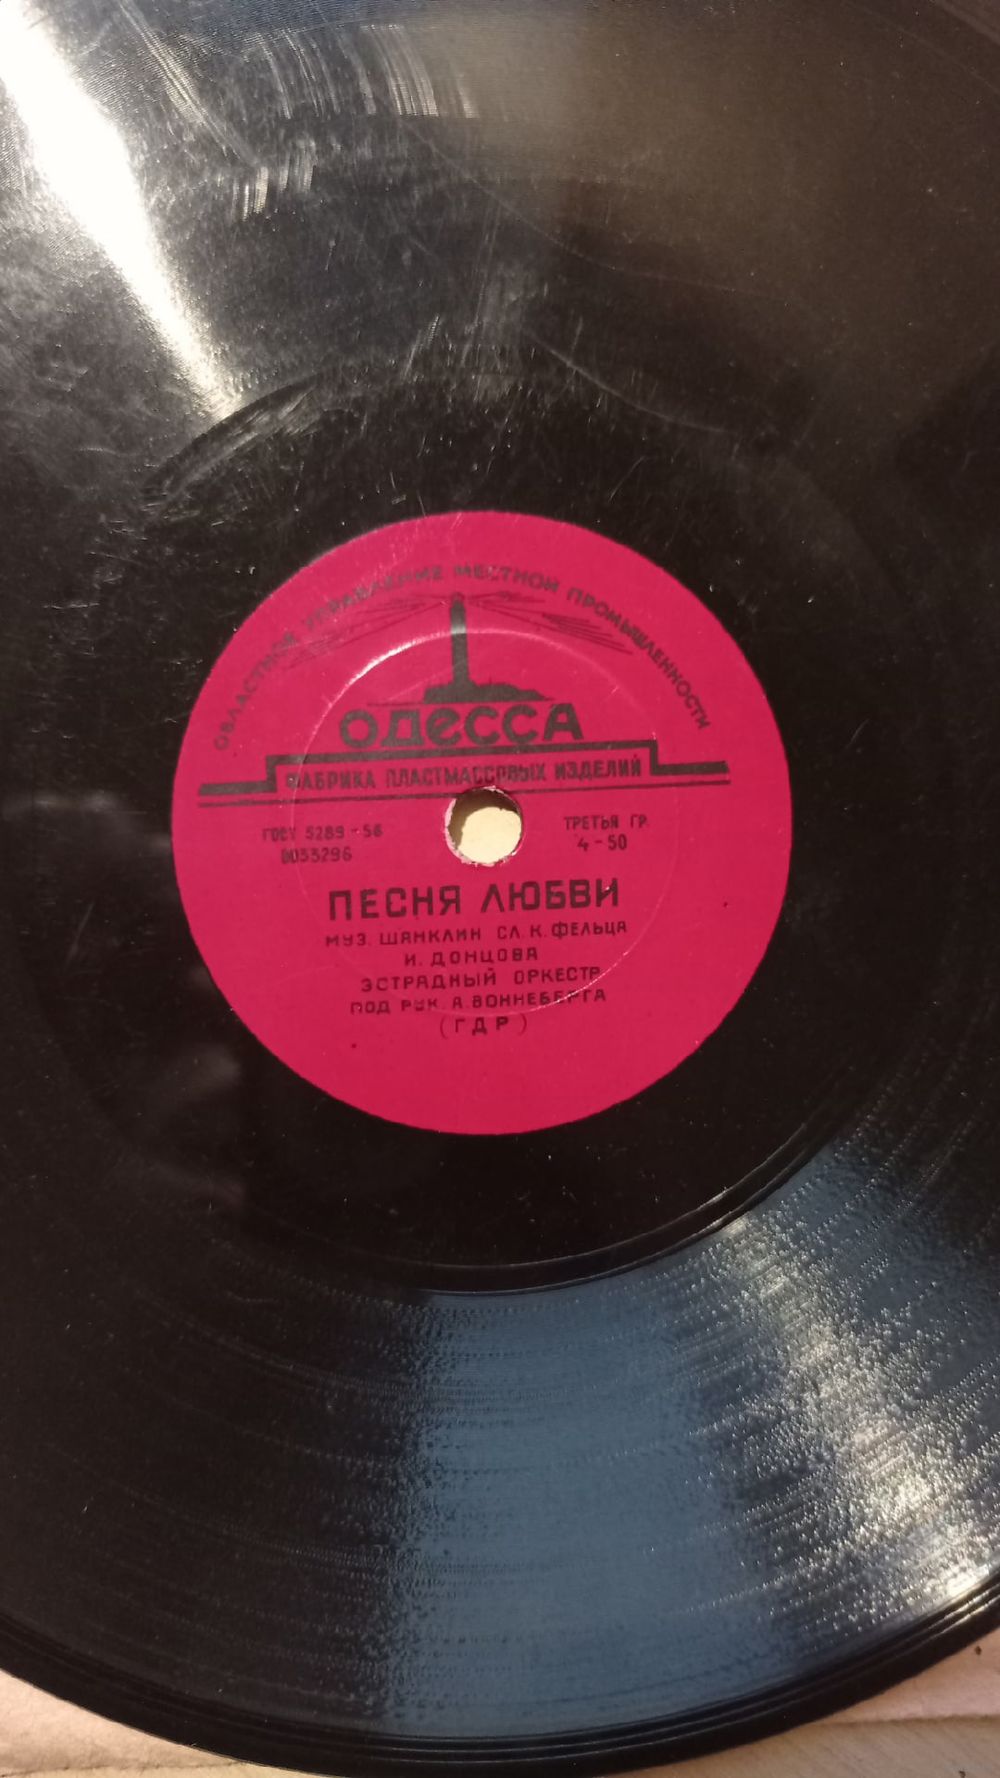 ОБЛАСТНОЕ УПРАВЛЕНИЕ МЕСТНОЙ ПРОМЫШЛЕННОСТИ
ОДЕССА
ФАБРИКА ПЛАСТМАССОВЫХ ИЗДЕЛИЙ
ГОСТ 5289-56
0033296
ТРЕТЬЯ ГР.
4-50
ПЕСНЯ ЛЮБВИ
МУЗ. ШАНКЛИН СЛ. К. ФЕЛЬЦА
И. ДОНЦОВА
ЭСТРАДНЫЙ ОРКЕСТР
ПОД РУК. А. ВОННЕБЕРГА
(ГДР)